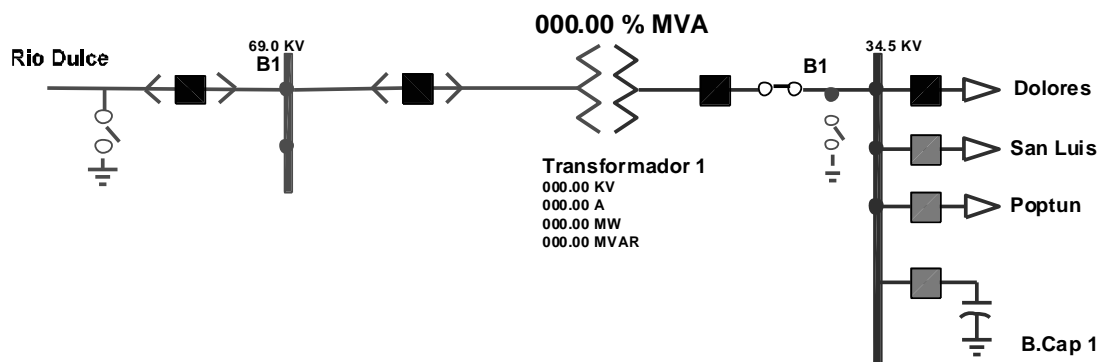 000.00 % MVA
69.0 KV
34.5 KV
Rio Dulce
B1
B1
Dolores
San Luis
Transformador 1
000.00 KV
000.00 A
000.00 MW
000.00 MVAR
Poptun
B.Cap 1